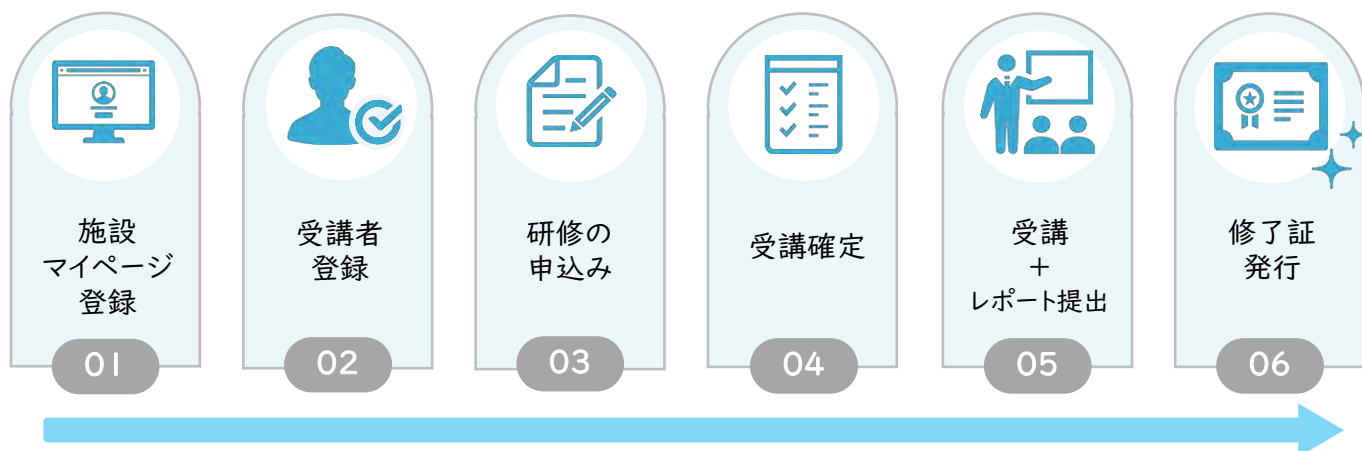 施設
マイページ
登録
01
受講者
登録
02
研修の
申込み
03
受講確定
04
受講
+
レポート提出
05
修了証
発行
06